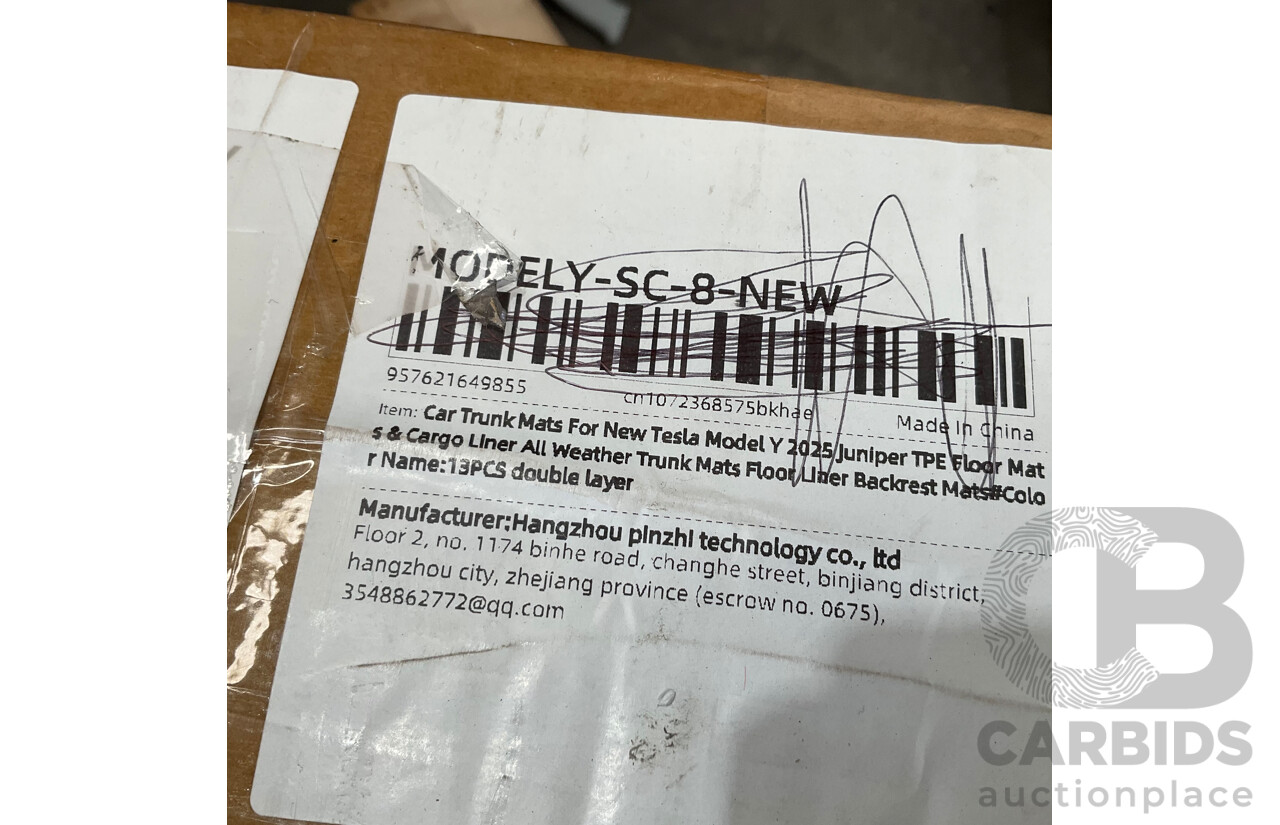 MODELY-SC-8-NEW
957621649855
cn1072368575bkhae
Made In China
Item: Car Trunk Mats For New Tesla Model Y 2025 Juniper TPE Floor Mat
s & Cargo Liner All Weather Trunk Mats Floor Liner Backrest Mats#Colo
r Name:13PCS double layer
Manufacturer:Hangzhou pinzhi technology co., ltd
Floor 2, no. 1174 binhe road, changhe street, binjiang district,
hangzhou city, zhejiang province (escrow no. 0675),
3548862772@qq.com
CB
CARBIDS
auctionplace